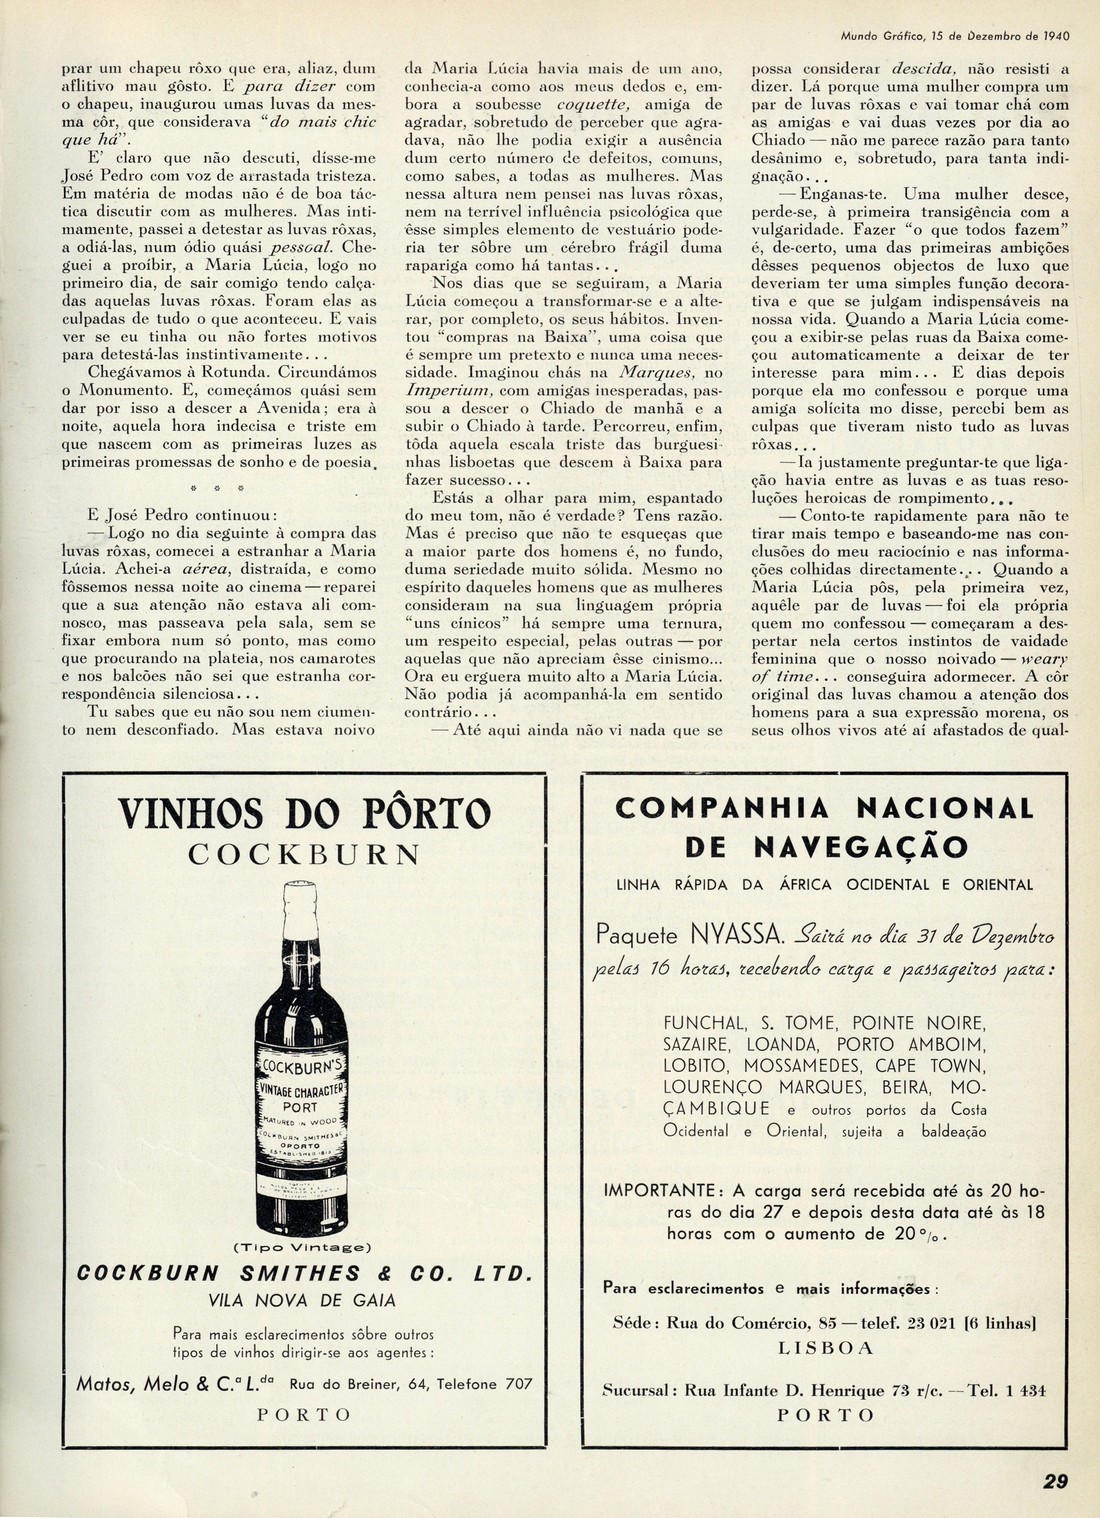 Mundo Gráfico, 15 de Dezembro de 1940
prar um chapeu rôxo que era, aliaz, dum
aflitivo mau gôsto. E para dizer com
o chapeu, inaugurou umas luvas da mes-
ma côr, que considerava “do mais chic
que há”.
E’ claro que não descuti, dísse-me
José Pedro com voz de arrastada tristeza.
Em matéria de modas não é de boa tác-
tica discutir com as mulheres. Mas inti-
mamente, passei a detestar as luvas rôxas,
a odiá-las, num ódio quási pessoal. Che-
guei a proíbir, a Maria Lúcia, logo no
primeiro dia, de sair comigo tendo calça-
das aquelas luvas rôxas. Foram elas as
culpadas de tudo o que aconteceu. E vais
ver se eu tinha ou não fortes motivos
para detestá-las instintivamente...
Chegávamos à Rotunda. Circundámos
o Monumento. E, começámos quási sem
dar por isso a descer a Avenida; era à
noite, aquela hora indecisa e triste em
que nascem com as primeiras luzes as
primeiras promessas de sonho e de poesia.
* * *
E José Pedro continuou:
— Logo no dia seguinte à compra das
luvas rôxas, comecei a estranhar a Maria
Lúcia. Achei-a aérea, distraída, e como
fôssemos nessa noite ao cinema — reparei
que a sua atenção não estava ali com-
nosco, mas passeava pela sala, sem se
fixar embora num só ponto, mas como
que procurando na plateia, nos camarotes
e nos balcões não sei que estranha cor-
respondência silenciosa...
Tu sabes que eu não sou nem ciumen-
to nem desconfiado. Mas estava noivo
da Maria Lúcia havia mais de um ano,
conhecia-a como aos meus dedos e, em-
bora a soubesse coquette, amiga de
agradar, sobretudo de perceber que agra-
dava, não lhe podia exigir a ausência
dum certo número de defeitos, comuns,
como sabes, a todas as mulheres. Mas
nessa altura nem pensei nas luvas rôxas,
nem na terrível influência psicológica que
êsse simples elemento de vestuário pode-
ria ter sôbre um cérebro frágil duma
rapariga como há tantas...
Nos dias que se seguiram, a Maria
Lúcia começou a transformar-se e a alte-
rar, por completo, os seus hábitos. Inven-
tou “compras na Baixa”, uma coisa que
é sempre um pretexto e nunca uma neces-
sidade. Imaginou chás na Marques, no
Imperium, com amigas inesperadas, pas-
sou a descer o Chiado de manhã e a
subir o Chiado à tarde. Percorreu, enfim,
tôda aquela escala triste das burguesi-
nhas lisboetas que descem à Baixa para
fazer sucesso...
Estás a olhar para mim, espantado
do meu tom, não é verdade? Tens razão.
Mas é preciso que não te esqueças que
a maior parte dos homens é, no fundo,
duma seriedade muito sólida. Mesmo no
espírito daqueles homens que as mulheres
consideram na sua linguagem própria
“uns cínicos” há sempre uma ternura,
um respeito especial, pelas outras — por
aquelas que não apreciam êsse cinismo...
Ora eu erguera muito alto a Maria Lúcia.
Não podia já acompanhá-la em sentido
contrário...
— Até aqui ainda não vi nada que se
possa considerar descida, não resisti a
dizer. Lá porque uma mulher compra um
par de luvas rôxas e vai tomar chá com
as amigas e vai duas vezes por dia ao
Chiado — não me parece razão para tanto
desânimo e, sobretudo, para tanta indi-
gnação...
— Enganas-te. Uma mulher desce,
perde-se, à primeira transigência com a
vulgaridade. Fazer “o que todos fazem”
é, de-certo, uma das primeiras ambições
dêsses pequenos objectos de luxo que
deveriam ter uma simples função decora-
tiva e que se julgam indispensáveis na
nossa vida. Quando a Maria Lúcia come-
çou a exibir-se pelas ruas da Baixa come-
çou automaticamente a deixar de ter
interesse para mim... E dias depois
porque ela mo confessou e porque uma
amiga solícita mo disse, percebi bem as
culpas que tiveram nisto tudo as luvas
rôxas...
— Ia justamente preguntar-te que liga-
ção havia entre as luvas e as tuas reso-
luções heroicas de rompimento...
— Conto-te rapidamente para não te
tirar mais tempo e baseando-me nas con-
clusões do meu raciocínio e nas informa-
ções colhidas directamente... Quando a
Maria Lúcia pôs, pela primeira vez,
aquêle par de luvas — foi ela própria
quem mo confessou — começaram a des-
pertar nela certos instintos de vaidade
feminina que o nosso noivado — weary
of time... conseguira adormecer. A côr
original das luvas chamou a atenção dos
homens para a sua expressão morena, os
seus olhos vivos até aí afastados de qual-
VINHOS DO PÔRTO
COCKBURN
COCKBURN'S
VINTAGE CHARACTER
PORT
MATURED IN WOOD
COCKBURN SMITHES & Co
OPORTO
ESTABLISHED 1815
(Tipo Vintage)
COCKBURN SMITHES & CO. LTD.
VILA NOVA DE GAIA
Para mais esclarecimentos sôbre outros
tipos de vinhos dirigir-se aos agentes:
Matos, Melo & C.ª L.da Rua do Breiner, 64, Telefone 707
PORTO
COMPANHIA NACIONAL
DE NAVEGAÇÃO
LINHA RÁPIDA DA ÁFRICA OCIDENTAL E ORIENTAL
Paquete NYASSA. Sairá no dia 31 de Dezembro
pelas 16 horas, recebendo carga e passageiros para:
FUNCHAL, S. TOME, POINTE NOIRE,
SAZAIRE, LOANDA, PORTO AMBOIM,
LOBITO, MOSSAMEDES, CAPE TOWN,
LOURENÇO MARQUES, BEIRA, MO-
ÇAMBIQUE e outros portos da Costa
Ocidental e Oriental, sujeita a baldeação
IMPORTANTE: A carga será recebida até às 20 ho-
ras do dia 27 e depois desta data até às 18
horas com o aumento de 20%.
Para esclarecimentos e mais informações:
Séde: Rua do Comércio, 85 — telef. 23 021 [6 linhas]
LISBOA
Sucursal: Rua Infante D. Henrique 73 r/c. — Tel. 1 434
PORTO
29